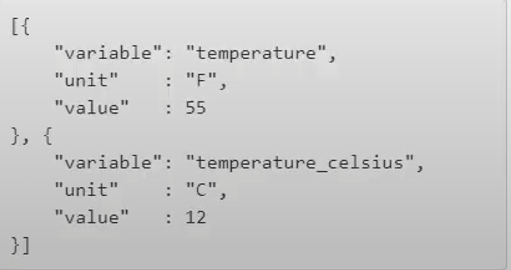 [{
    "variable": "temperature",
    "unit"    : "F",
    "value"   : 55
}, {
    "variable": "temperature_celsius",
    "unit"    : "C",
    "value"   : 12
}]